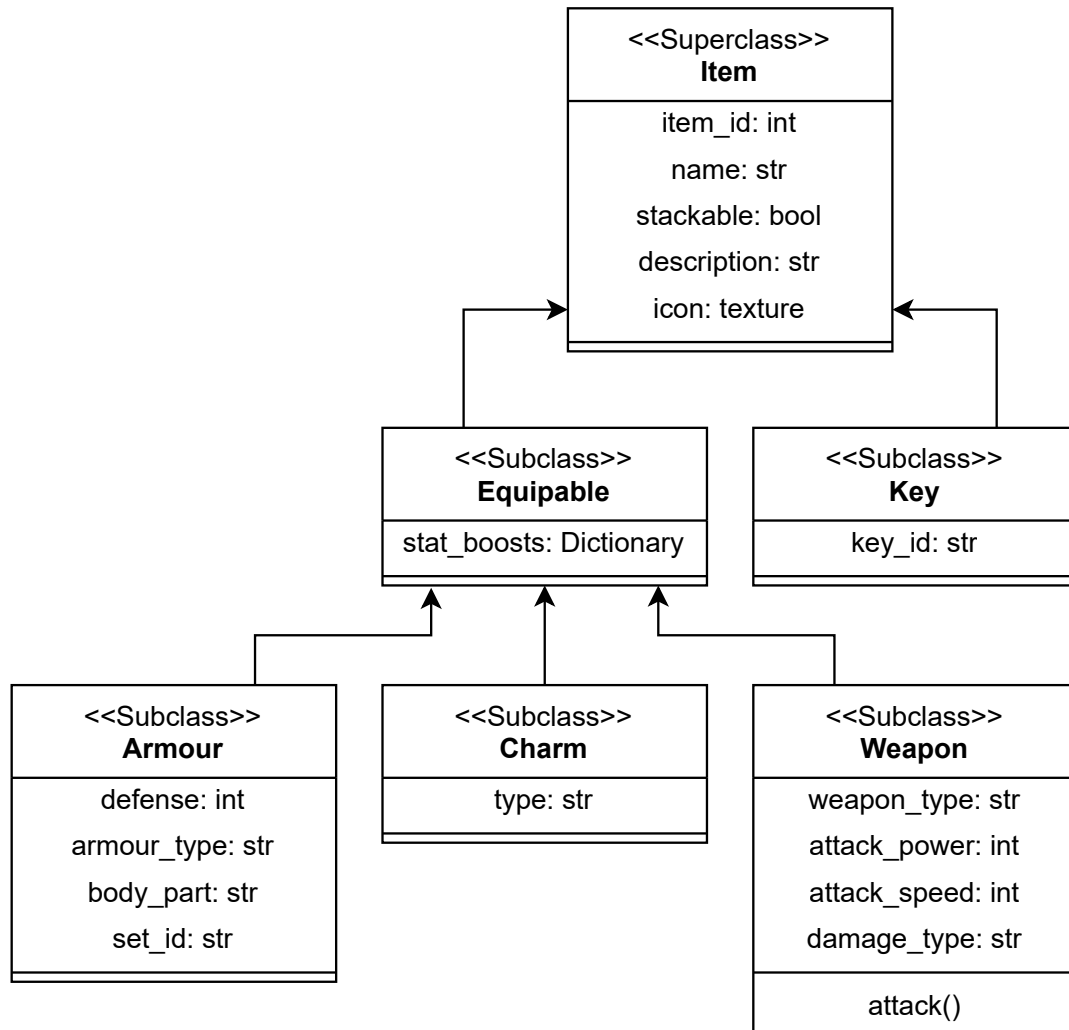 <<Superclass>>
Item
item_id: int
name: str
stackable: bool
description: str
icon: texture
<<Subclass>>
Equipable
stat_boosts: Dictionary
<<Subclass>>
Key
key_id: str
<<Subclass>>
Armour
defense: int
armour_type: str
body_part: str
set_id: str
<<Subclass>>
Charm
type: str
<<Subclass>>
Weapon
weapon_type: str
attack_power: int
attack_speed: int
damage_type: str
attack()